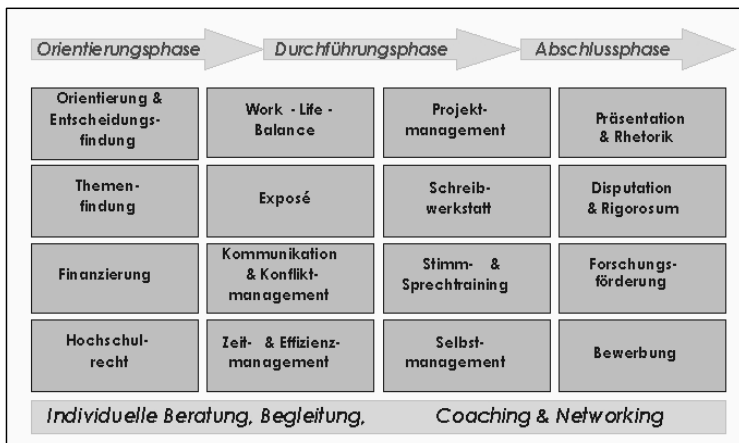 Orientierungsphase
Durchführungsphase
Abschlussphase
Orientierung &
Entscheidungs-
findung
Work - Life -
Balance
Projekt-
management
Präsentation
& Rhetorik
Themen-
findung
Exposé
Schreib-
werkstatt
Disputation
& Rigorosum
Finanzierung
Kommunikation
& Konflikt-
management
Stimm- &
Sprechtraining
Forschungs-
förderung
Hochschul-
recht
Zeit- & Effizienz-
management
Selbst-
management
Bewerbung
Individuelle Beratung, Begleitung, Coaching & Networking